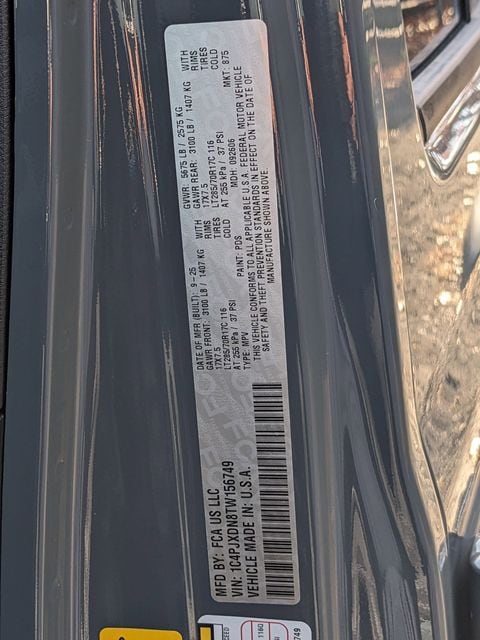 MFD BY: FCA US LLC
VIN: 1C4PJXDN8TW156749
VEHICLE MADE IN: U.S.A.
DATE OF MFR (BUILT): 9-25
GAWR FRONT: 3100 LB / 1407 KG WITH
17X7.5 RIMS
LT285/70R17C 116 TIRES
AT 255 kPa / 37 PSI COLD
TYPE: MPV PAINT: PDS
GVWR: 5675 LB / 2575 KG
GAWR REAR: 3100 LB / 1407 KG WITH
17X7.5 RIMS
LT285/70R17C 116 TIRES
AT 255 kPa / 37 PSI COLD
MDH: 092606 MKT: 875
THIS VEHICLE CONFORMS TO ALL APPLICABLE U.S.A. FEDERAL MOTOR VEHICLE
SAFETY AND THEFT PREVENTION STANDARDS IN EFFECT ON THE DATE OF
MANUFACTURE SHOWN ABOVE.
749